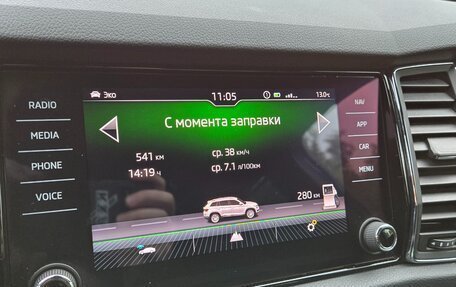 Эко
11:05
13.0°C
RADIO
MEDIA
PHONE
VOICE
NAV
APP
CAR
MENU
С момента заправки
541 км
14:19 ч
ср. 38 км/ч
ср. 7.1 л/100км
280 км